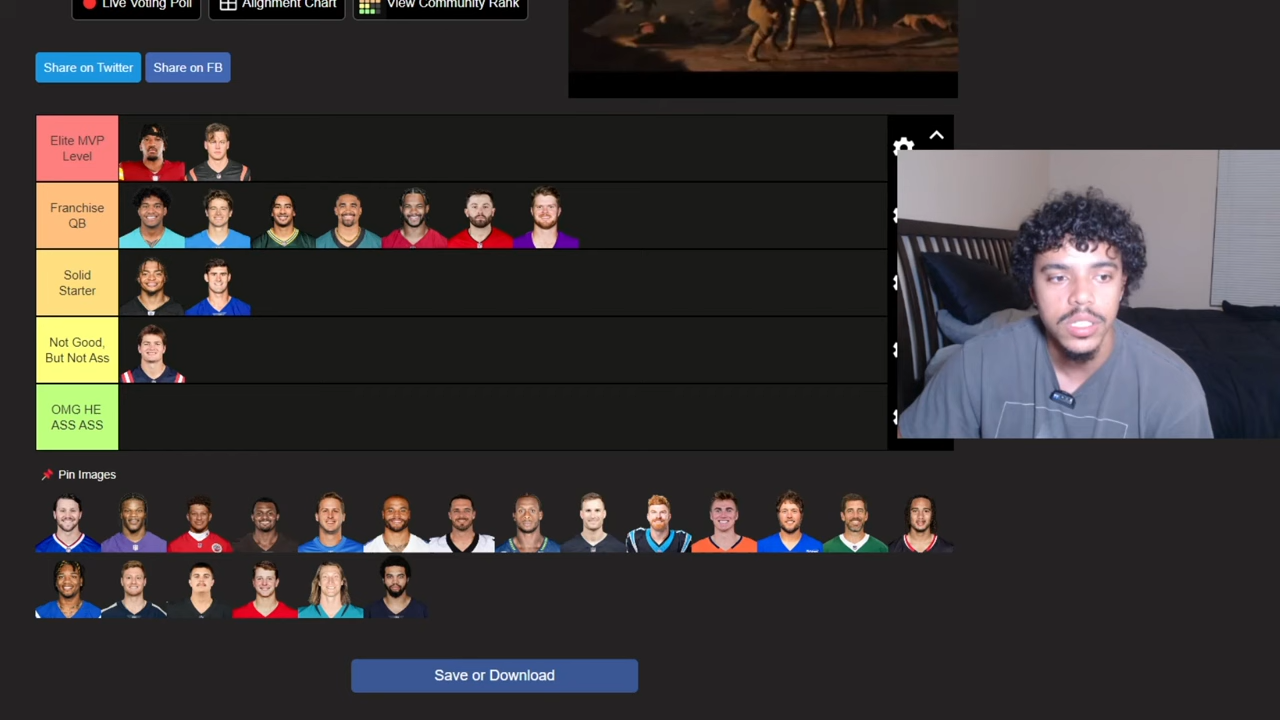 Live Voting Poll
Alignment Chart
View Community Rank
Share on Twitter
Share on FB
Elite MVP
Level
Franchise
QB
Solid
Starter
Not Good,
But Not Ass
OMG HE
ASS ASS
Pin Images
Save or Download